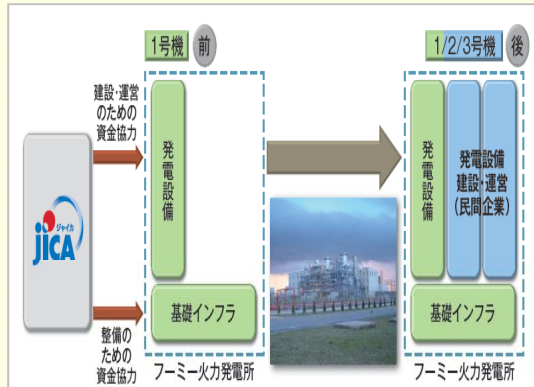 1号機 前
1/2/3号機 後
建設・運営
のための
資金協力
発電設備
発電設備
発電設備
建設・運営
(民間企業)
ジャイカ
JICA
基礎インフラ
基礎インフラ
整備の
ための
資金協力
フーミー火力発電所
フーミー火力発電所